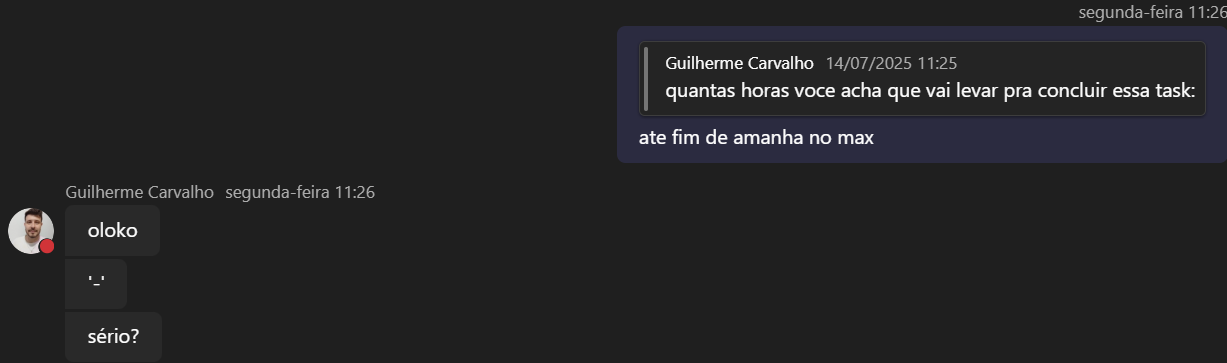 segunda-feira 11:26
Guilherme Carvalho 14/07/2025 11:25
quantas horas voce acha que vai levar pra concluir essa task:
ate fim de amanha no max
Guilherme Carvalho segunda-feira 11:26
oloko
'-'
sério?